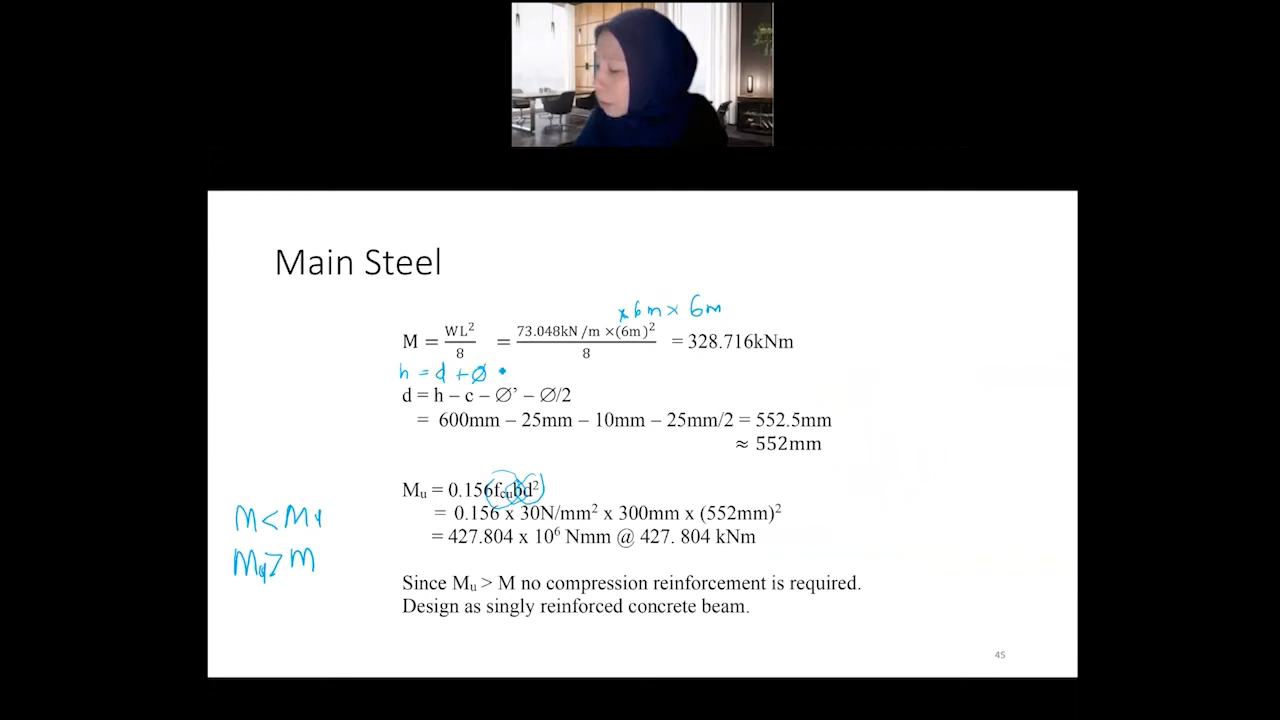 Main Steel
× 6m × 6m
M = WL²/8 = 73.048kN /m ×(6m)²/8 = 328.716kNm
h = d + Ø
d = h – c – Ø’ – Ø/2
= 600mm – 25mm – 10mm – 25mm/2 = 552.5mm
≈ 552mm
Mᵤ = 0.156fcubd²
= 0.156 x 30N/mm² x 300mm x (552mm)²
= 427.804 x 10⁶ Nmm @ 427. 804 kNm
M < Mu
Mu > M
Since Mᵤ > M no compression reinforcement is required.
Design as singly reinforced concrete beam.
45